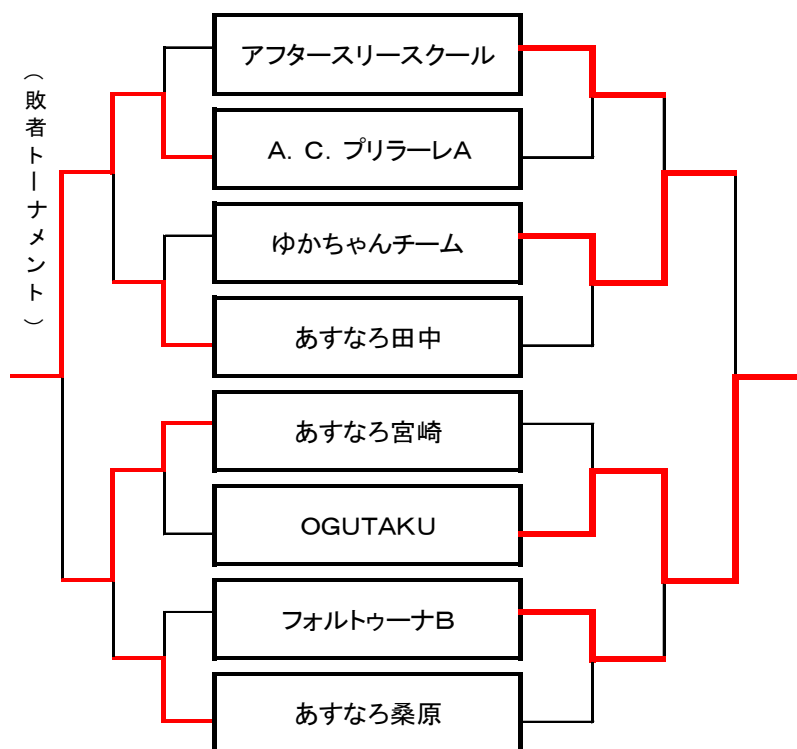 （敗者トーナメント）
アフタースリースクール
Ａ．Ｃ．プリラーレＡ
ゆかちゃんチーム
あすなろ田中
あすなろ宮崎
ＯＧＵＴＡＫＵ
フォルトゥーナＢ
あすなろ桑原